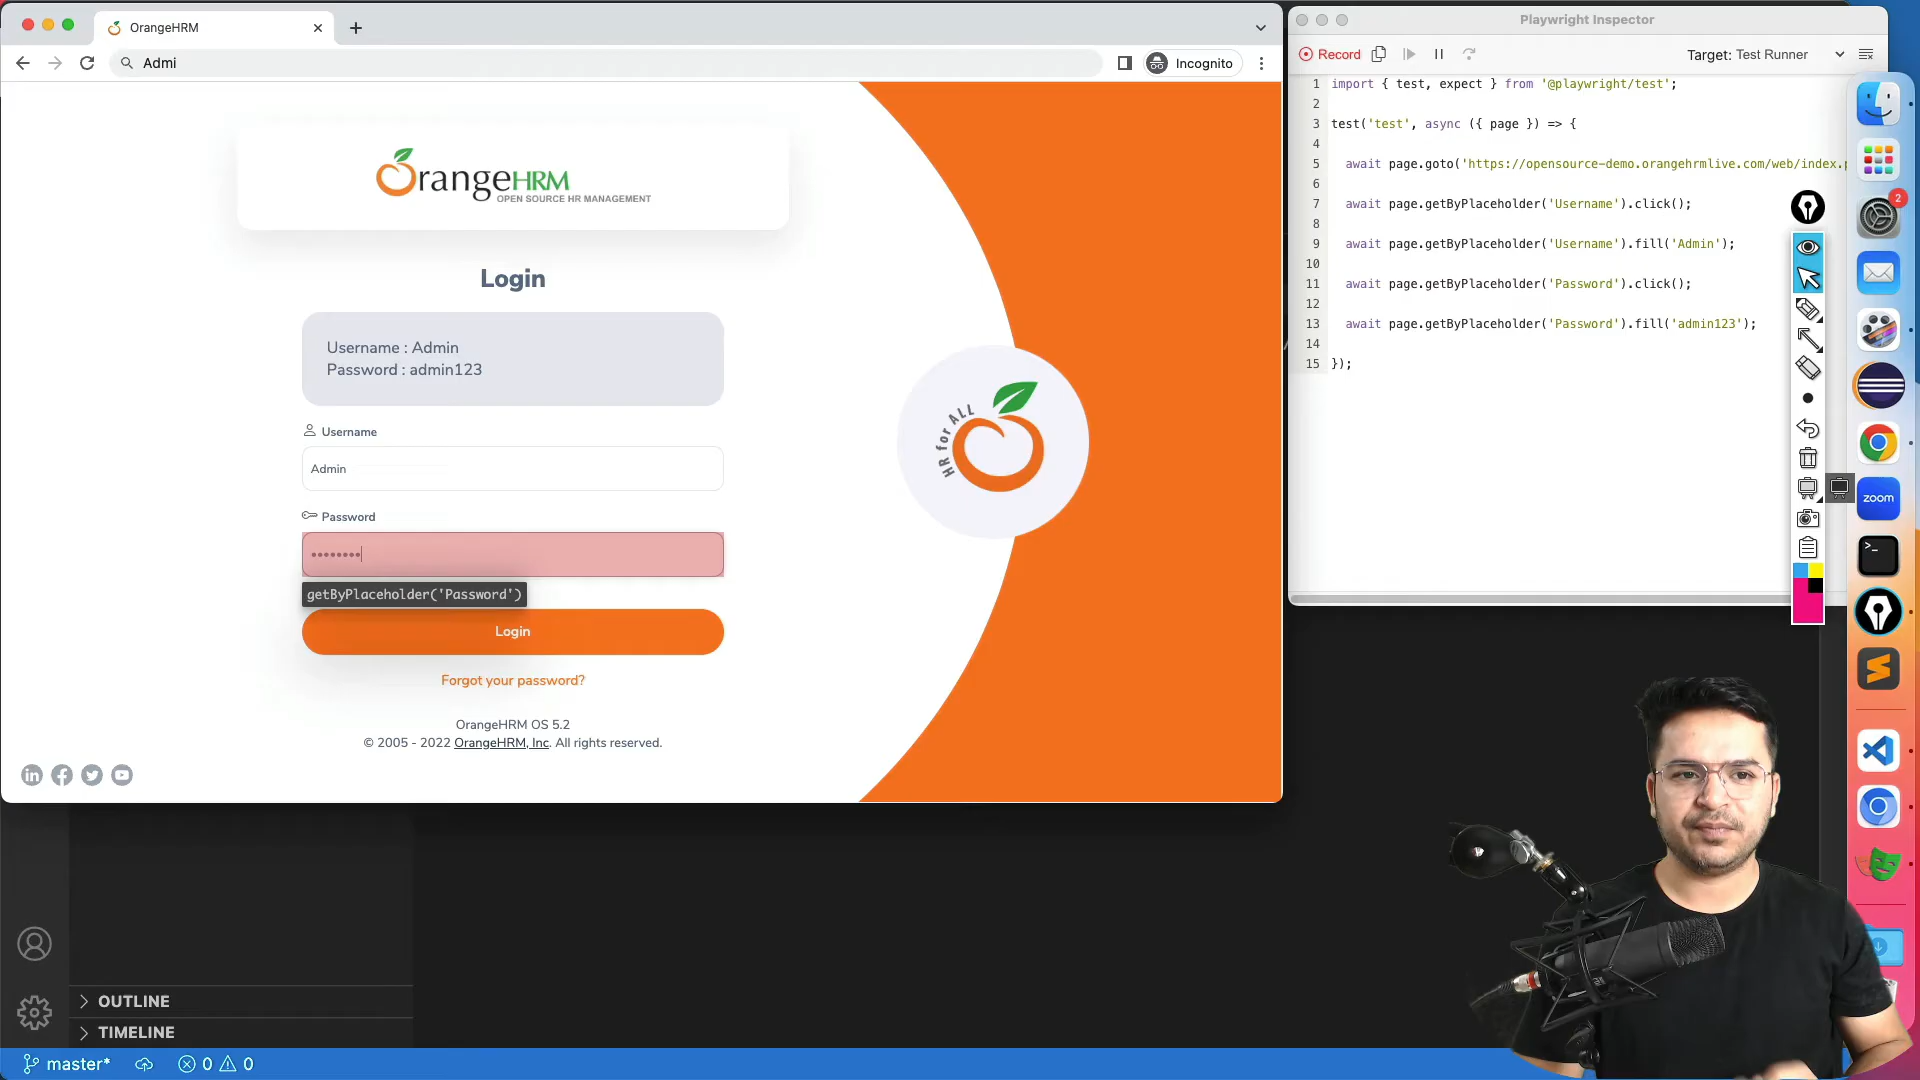 OrangeHRM
Admi
Incognito
OrangeHRM
OPEN SOURCE HR MANAGEMENT
Login
Username : Admin
Password : admin123
Username
Admin
Password
••••••••
getByPlaceholder('Password')
Login
Forgot your password?
OrangeHRM OS 5.2
© 2005 - 2022 OrangeHRM, Inc. All rights reserved.
HR for ALL
Playwright Inspector
Record
Target: Test Runner
1 import { test, expect } from '@playwright/test';
2
3 test('test', async ({ page }) => {
4
5 await page.goto('https://opensource-demo.orangehrmlive.com/web/index.p
6
7 await page.getByPlaceholder('Username').click();
8
9 await page.getByPlaceholder('Username').fill('Admin');
10
11 await page.getByPlaceholder('Password').click();
12
13 await page.getByPlaceholder('Password').fill('admin123');
14
15 });
2
zoom
OUTLINE
TIMELINE
master*
0
0